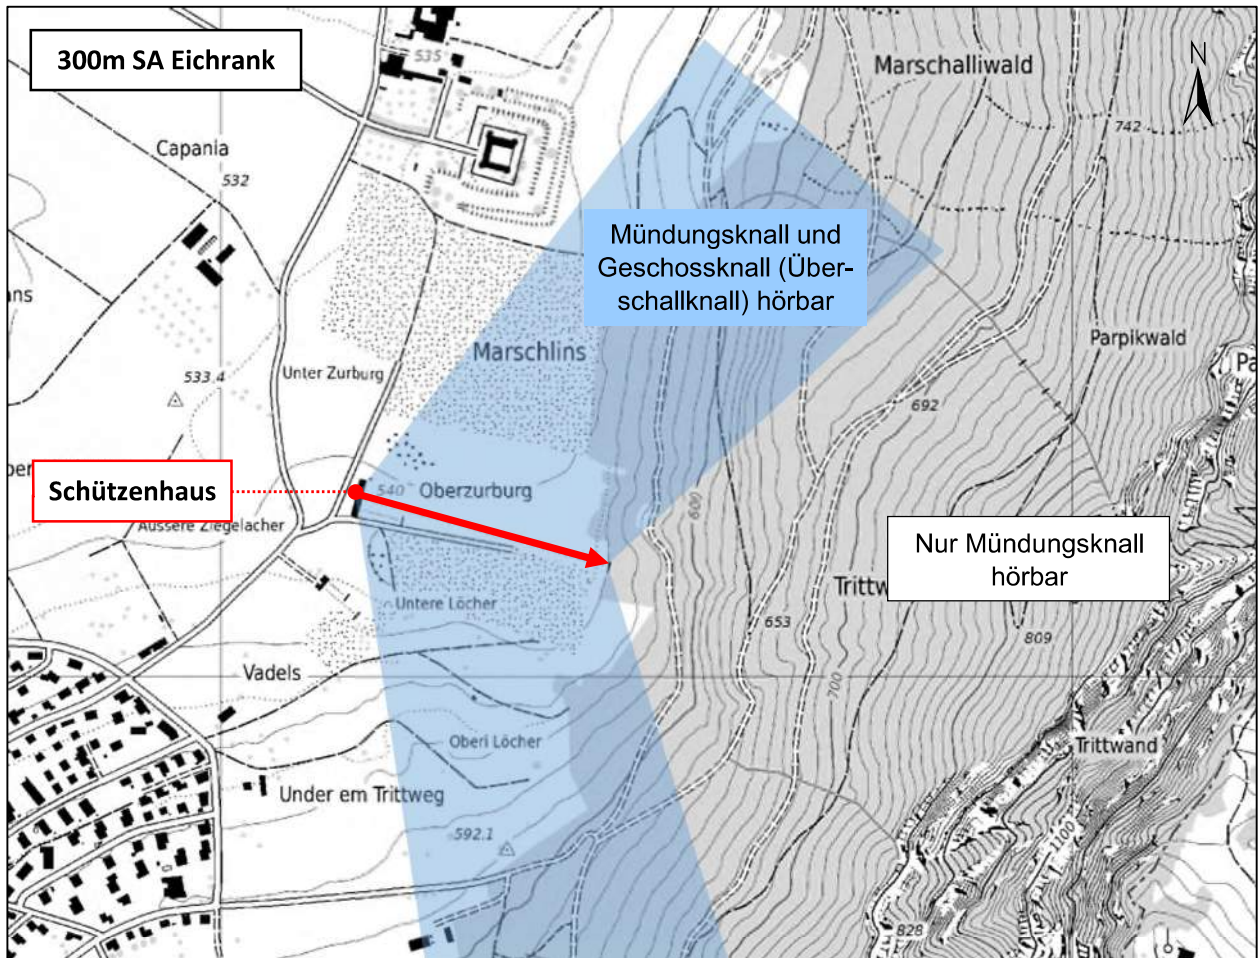 300m SA Eichrank
535
Marschalliwald
N
742
Capania
532
Mündungsknall und
Geschossknall (Über-
schallknall) hörbar
ans
Marschlins
Parpikwald
Pa
Unter Zurburg
533.4
692
Schützenhaus
540
Oberzurburg
600
Äussere Ziegelacher
Nur Mündungsknall
hörbar
Trittw
Untere Löcher
653
809
Vadels
700
Oberi Löcher
Trittwand
Under em Trittweg
592.1
1100
828